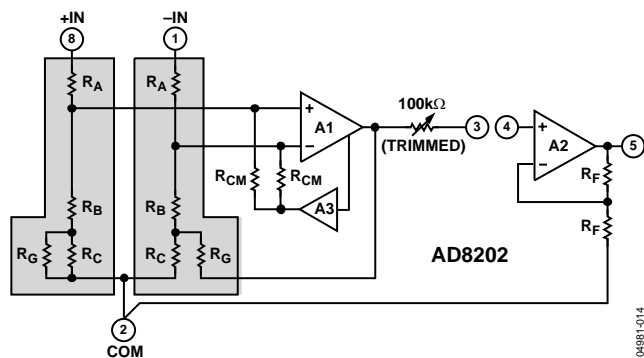 +IN
–IN
8
1
RA
RA
100kΩ
(TRIMMED)
+
–
A1
3
4
+
–
A2
5
RCM
RCM
A3
RF
RF
RB
RB
RG
RC
RC
RG
AD8202
2
COM
04981-014